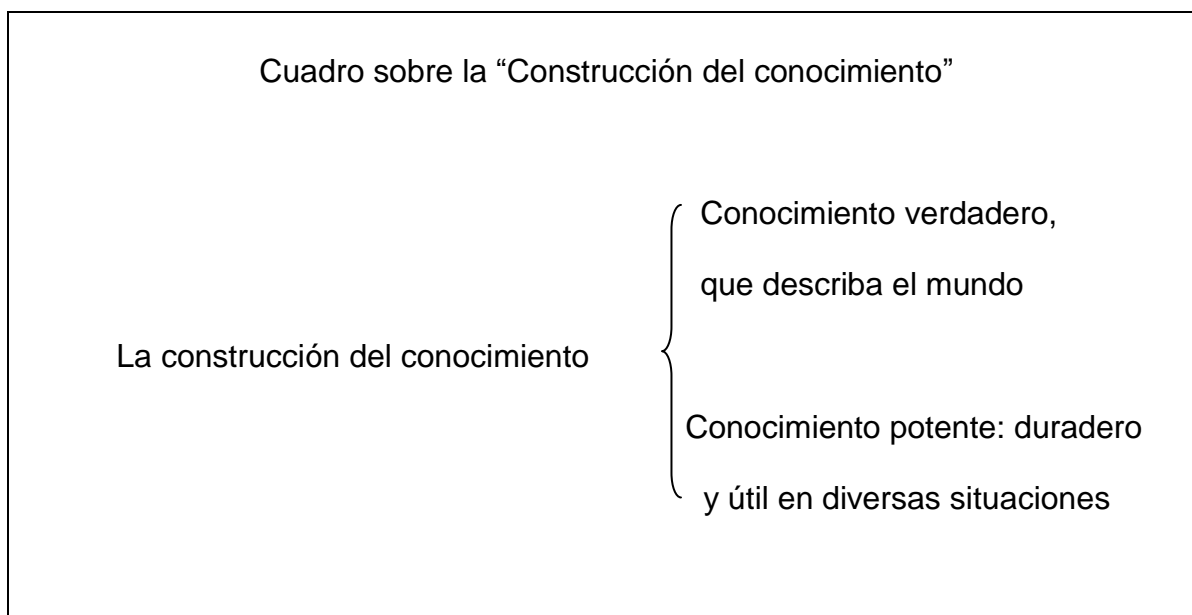 Cuadro sobre la “Construcción del conocimiento”
Conocimiento verdadero,
que describa el mundo
La construcción del conocimiento
Conocimiento potente: duradero
y útil en diversas situaciones